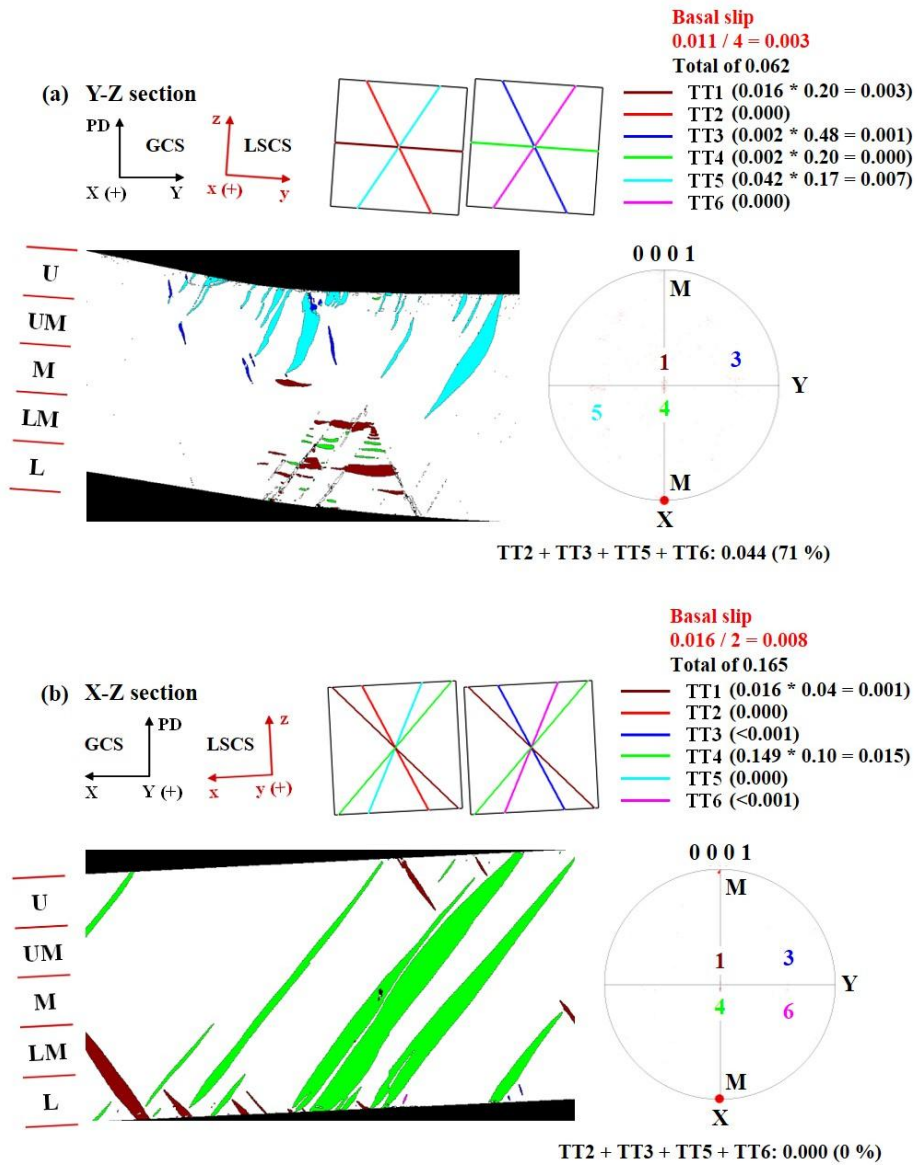 Basal slip
0.011 / 4 = 0.003
Total of 0.062
(a) Y-Z section
TT1 (0.016 * 0.20 = 0.003)
TT2 (0.000)
TT3 (0.002 * 0.48 = 0.001)
TT4 (0.002 * 0.20 = 0.000)
TT5 (0.042 * 0.17 = 0.007)
TT6 (0.000)
PD
GCS
X (+)
Y
z
LSCS
x (+)
y
U
UM
M
LM
L
0 0 0 1
M
1
3
Y
5
4
M
X
TT2 + TT3 + TT5 + TT6: 0.044 (71 %)
Basal slip
0.016 / 2 = 0.008
Total of 0.165
(b) X-Z section
TT1 (0.016 * 0.04 = 0.001)
TT2 (0.000)
TT3 (<0.001)
TT4 (0.149 * 0.10 = 0.015)
TT5 (0.000)
TT6 (<0.001)
GCS
PD
X
Y (+)
LSCS
z
x
y (+)
U
UM
M
LM
L
0 0 0 1
M
1
3
Y
4
6
M
X
TT2 + TT3 + TT5 + TT6: 0.000 (0 %)